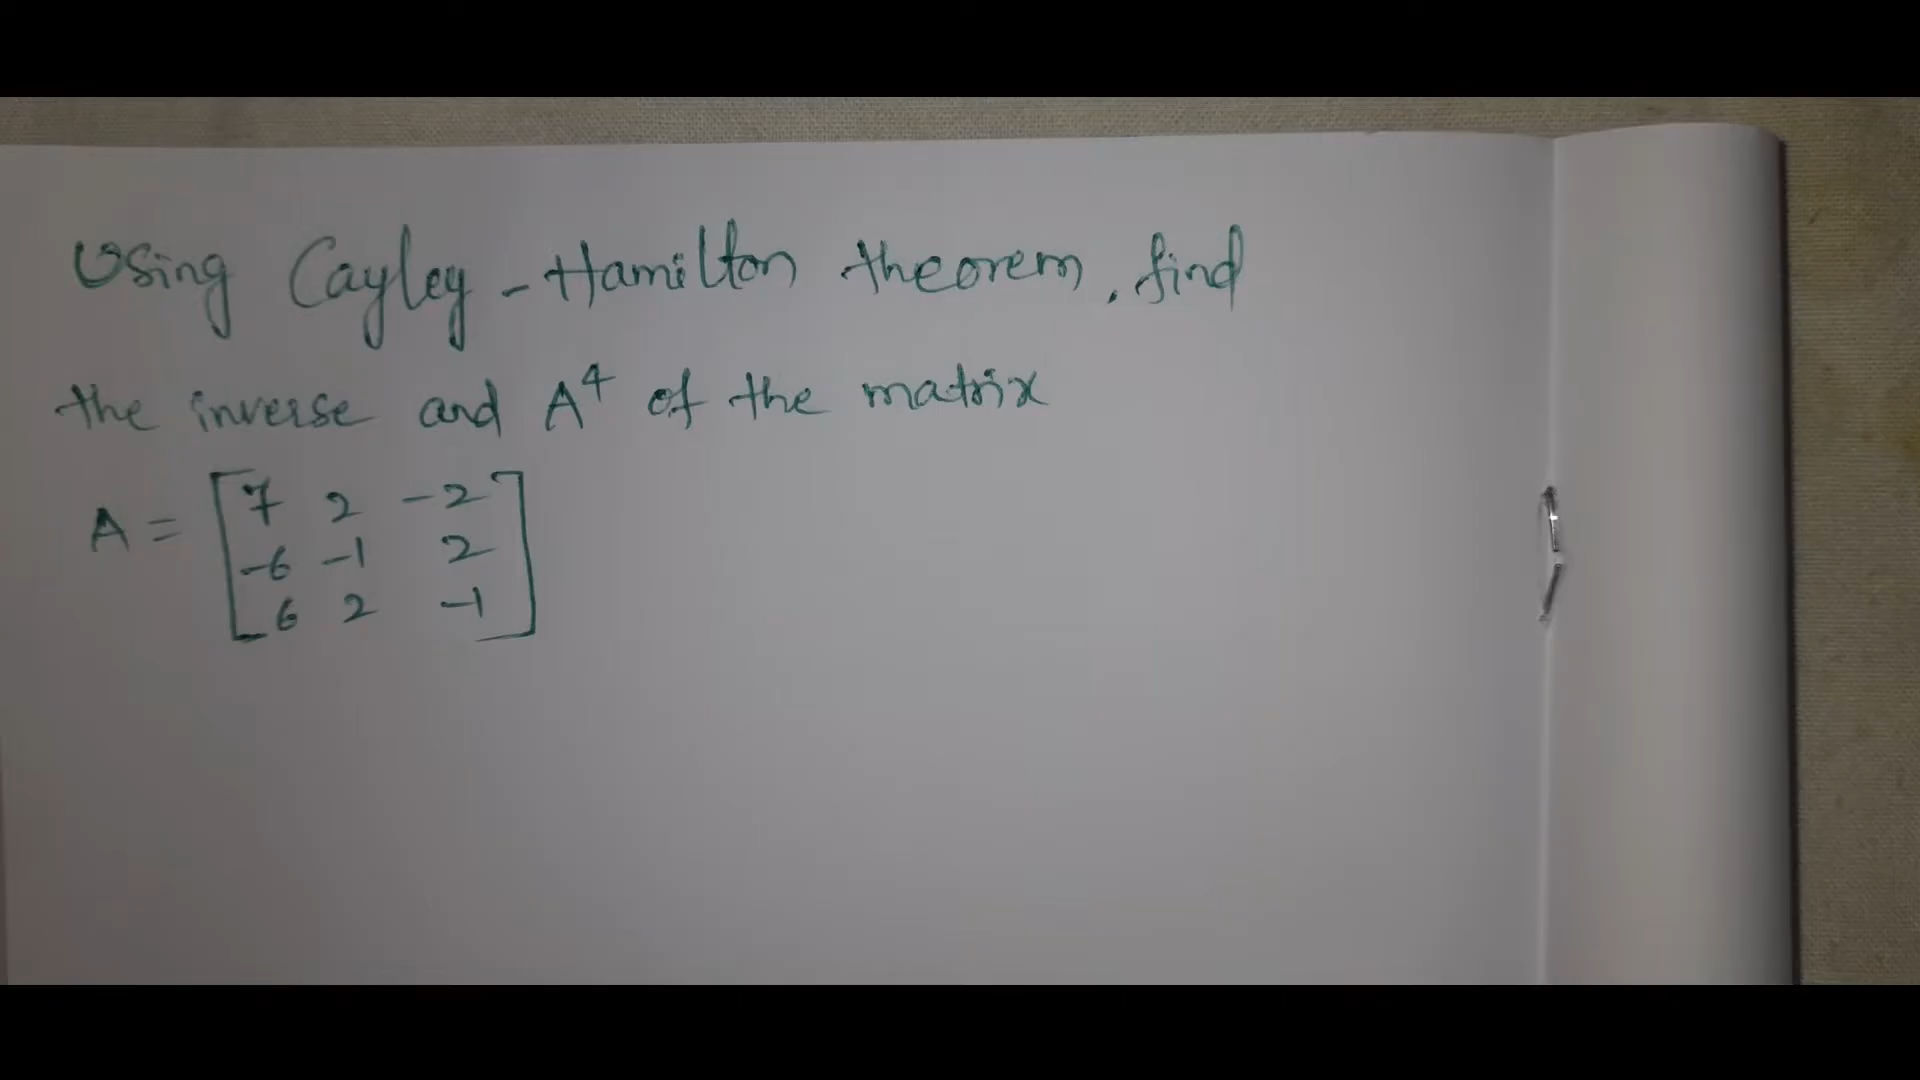 Using Cayley-Hamilton theorem, find
the inverse and A⁴ of the matrix
A = [7 2 -2
-6 -1 2
6 2 -1]